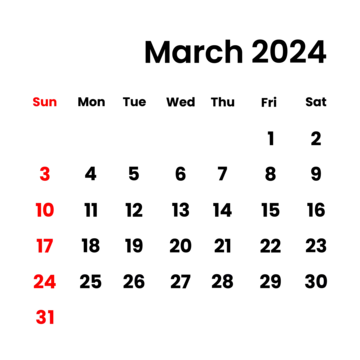 March 2024
Sun Mon Tue Wed Thu Fri Sat
1 2
3 4 5 6 7 8 9
10 11 12 13 14 15 16
17 18 19 20 21 22 23
24 25 26 27 28 29 30
31